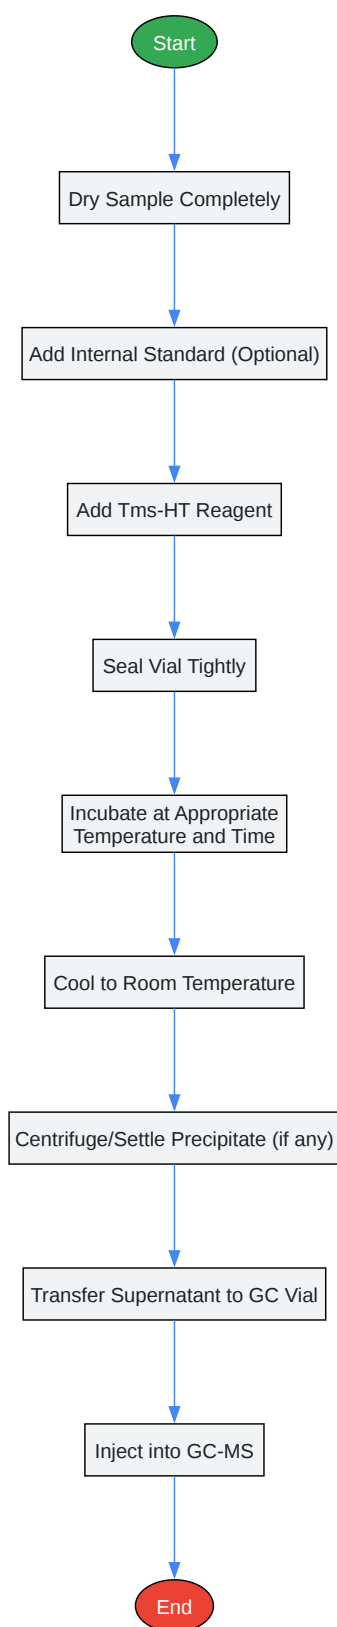 Start
Dry Sample Completely
Add Internal Standard (Optional)
Add Tms-HT Reagent
Seal Vial Tightly
Incubate at Appropriate
Temperature and Time
Cool to Room Temperature
Centrifuge/Settle Precipitate (if any)
Transfer Supernatant to GC Vial
Inject into GC-MS
End